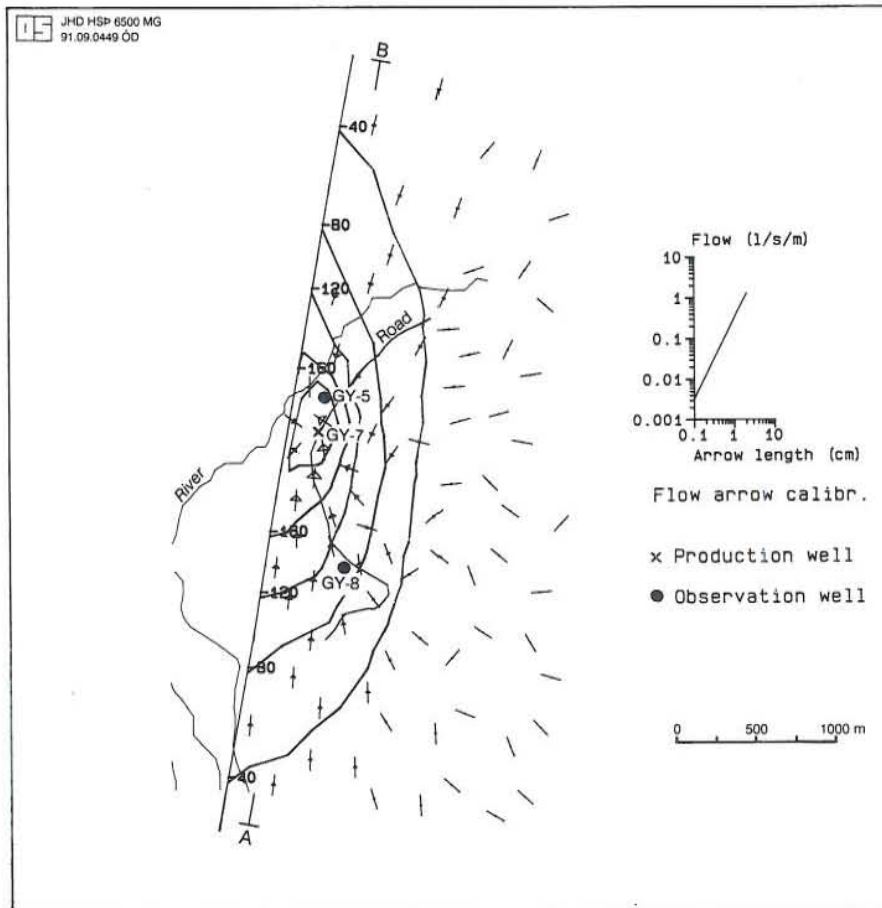 OS JHD HSÞ 6500 MG
91.09.0449 ÓD
B
-40
-80
-120
-160
Road
GY-5
GY-7
River
-160
GY-8
-120
-80
-40
A
Flow (l/s/m)
10
1
0.1
0.01
0.001
0.1 1 10
Arrow length (cm)
Flow arrow calibr.
x Production well
● Observation well
0 500 1000 m